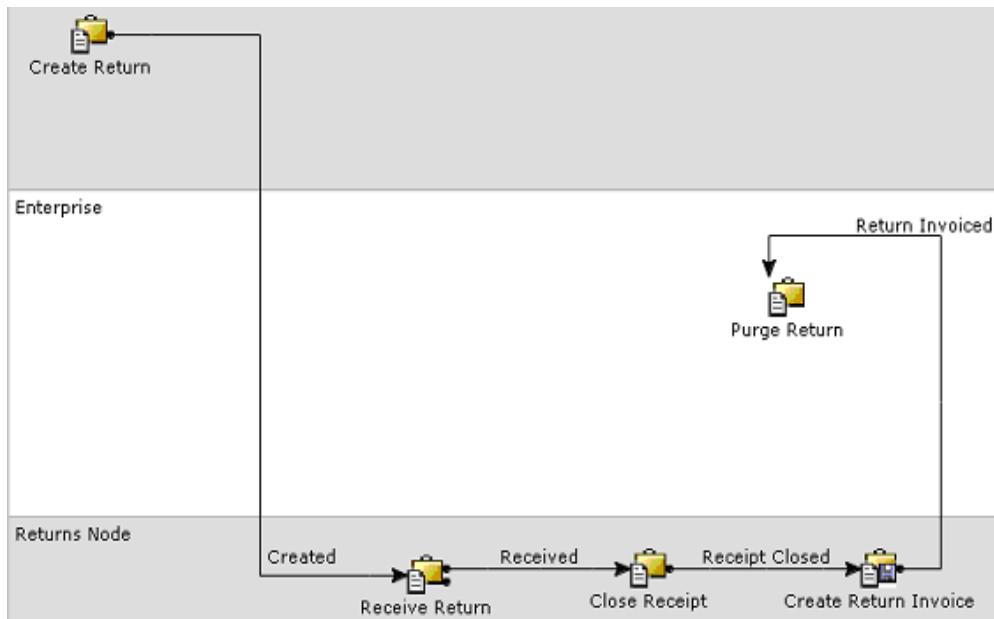 Create Return
Enterprise
Return Invoiced
Purge Return
Returns Node
Created
Received
Receipt Closed
Receive Return
Close Receipt
Create Return Invoice